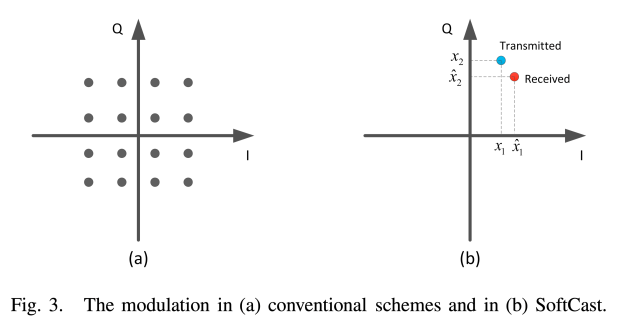 Q
I
(a)
Q
Transmitted
x₂
x̂₂
Received
x₁ x̂₁
I
(b)
Fig. 3. The modulation in (a) conventional schemes and in (b) SoftCast.